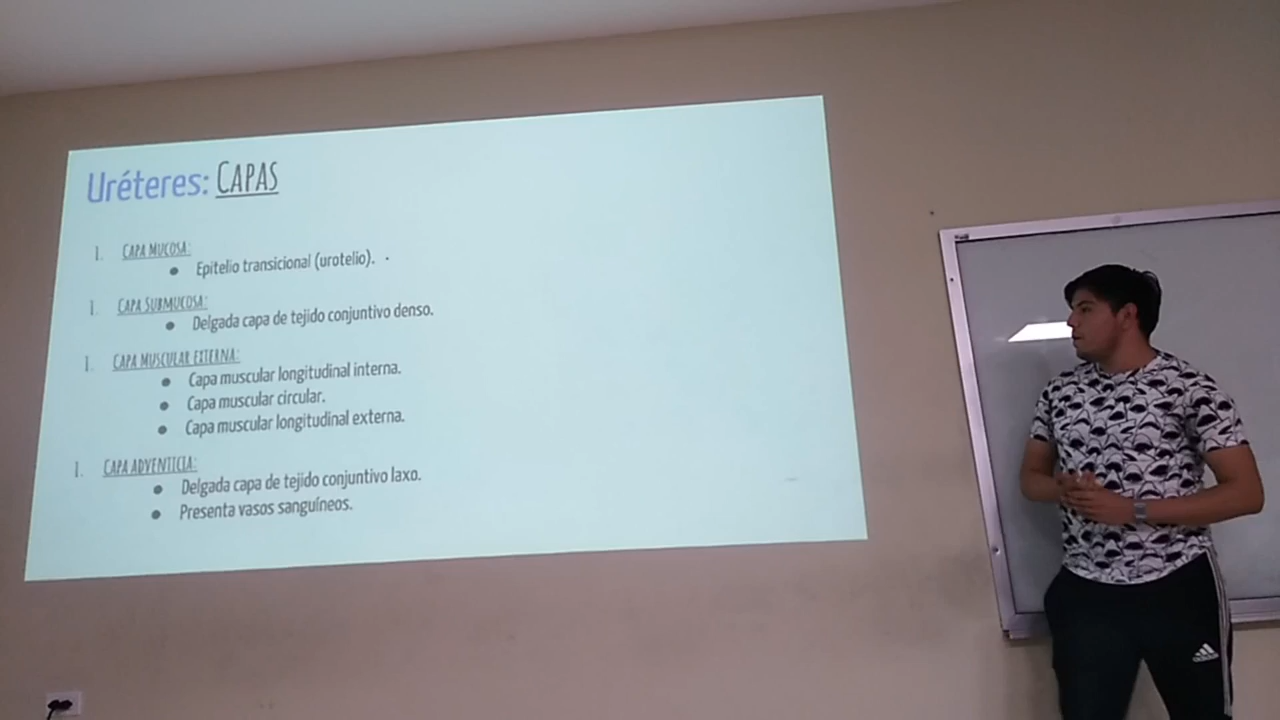 Uréteres: CAPAS
1. CAPA MUCOSA:
● Epitelio transicional (urotelio). .
1. CAPA SUBMUCOSA:
● Delgada capa de tejido conjuntivo denso.
1. CAPA MUSCULAR EXTERNA:
● Capa muscular longitudinal interna.
● Capa muscular circular.
● Capa muscular longitudinal externa.
1. CAPA ADVENTICIA:
● Delgada capa de tejido conjuntivo laxo.
● Presenta vasos sanguíneos.
adidas